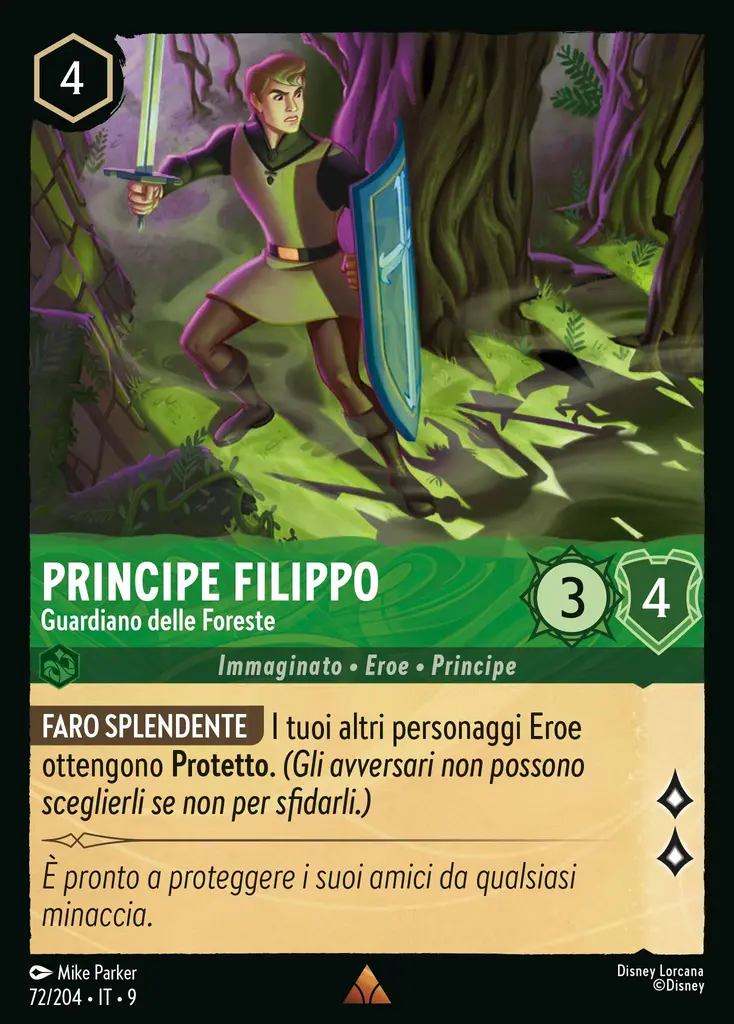 4
PRINCIPE FILIPPO
Guardiano delle Foreste
3
4
Immaginato • Eroe • Principe
FARO SPLENDENTE I tuoi altri personaggi Eroe
ottengono Protetto. (Gli avversari non possono
sceglierli se non per sfidarli.)
È pronto a proteggere i suoi amici da qualsiasi
minaccia.
Mike Parker
72/204 • IT • 9
Disney Lorcana
©Disney